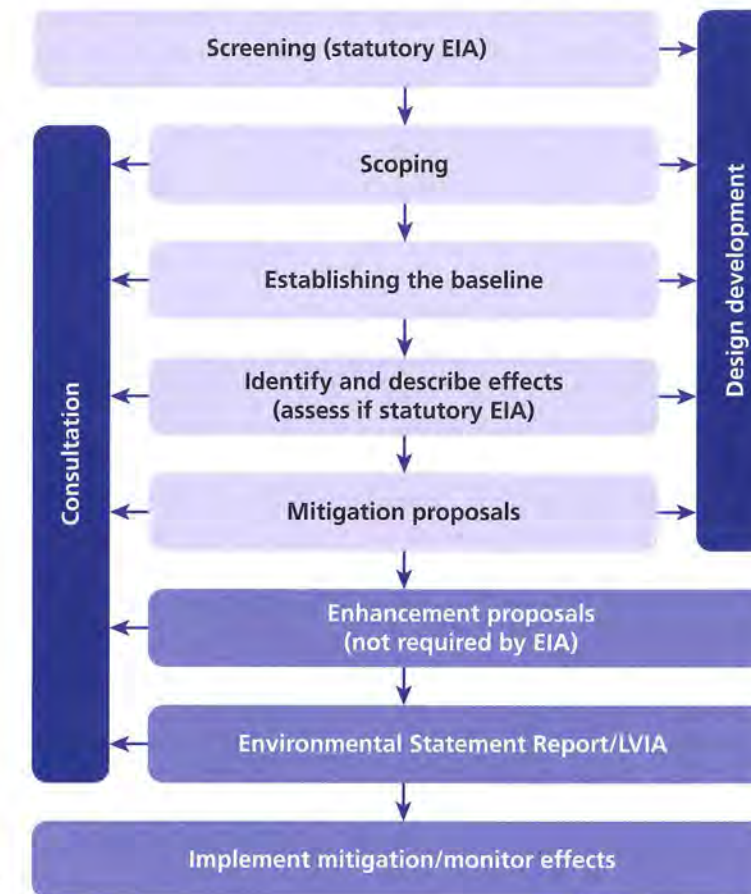 Screening (statutory EIA)
Scoping
Establishing the baseline
Identify and describe effects
(assess if statutory EIA)
Mitigation proposals
Enhancement proposals
(not required by EIA)
Environmental Statement Report/LVIA
Implement mitigation/monitor effects
Consultation
Design development